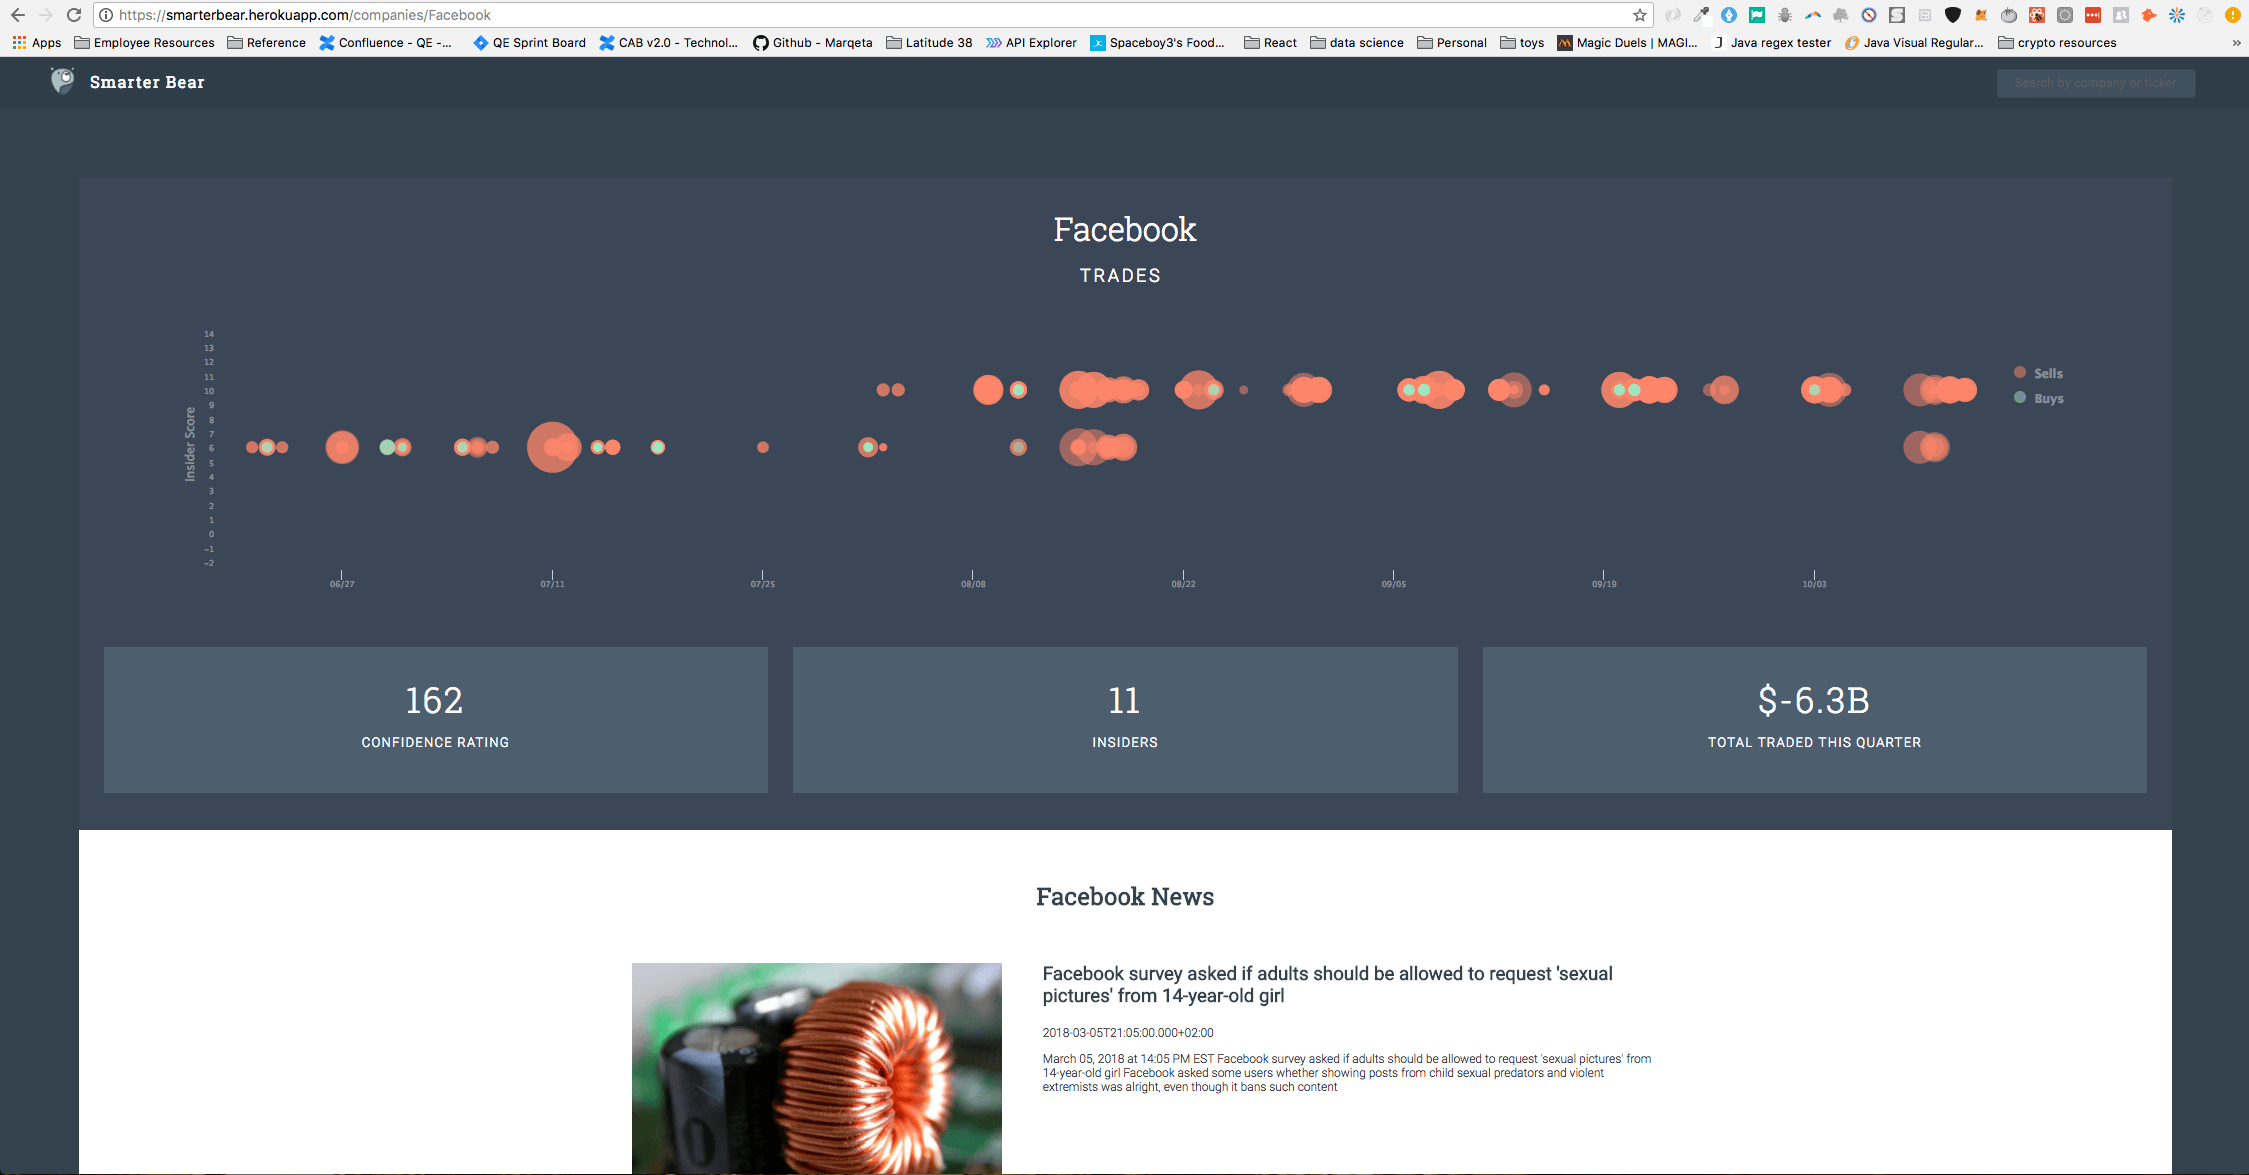 https://smarterbear.herokuapp.com/companies/Facebook
Apps Employee Resources Reference Confluence - QE -... QE Sprint Board CAB v2.0 - Technol... Github - Marqeta Latitude 38 API Explorer Spaceboy3's Food... React data science Personal toys Magic Duels | MAGI... Java regex tester Java Visual Regular... crypto resources »
Smarter Bear
Search by company or ticker
Facebook
TRADES
14
13
12
11
10
9
8
7
6
5
4
3
2
1
0
-1
-2
Insider Score
Sells
Buys
06/27 07/11 07/25 08/08 08/22 09/05 09/19 10/03
162
CONFIDENCE RATING
11
INSIDERS
$-6.3B
TOTAL TRADED THIS QUARTER
Facebook News
Facebook survey asked if adults should be allowed to request 'sexual
pictures' from 14-year-old girl
2018-03-05T21:05:00.000+02:00
March 05, 2018 at 14:05 PM EST Facebook survey asked if adults should be allowed to request 'sexual pictures' from
14-year-old girl Facebook asked some users whether showing posts from child sexual predators and violent
extremists was alright, even though it bans such content